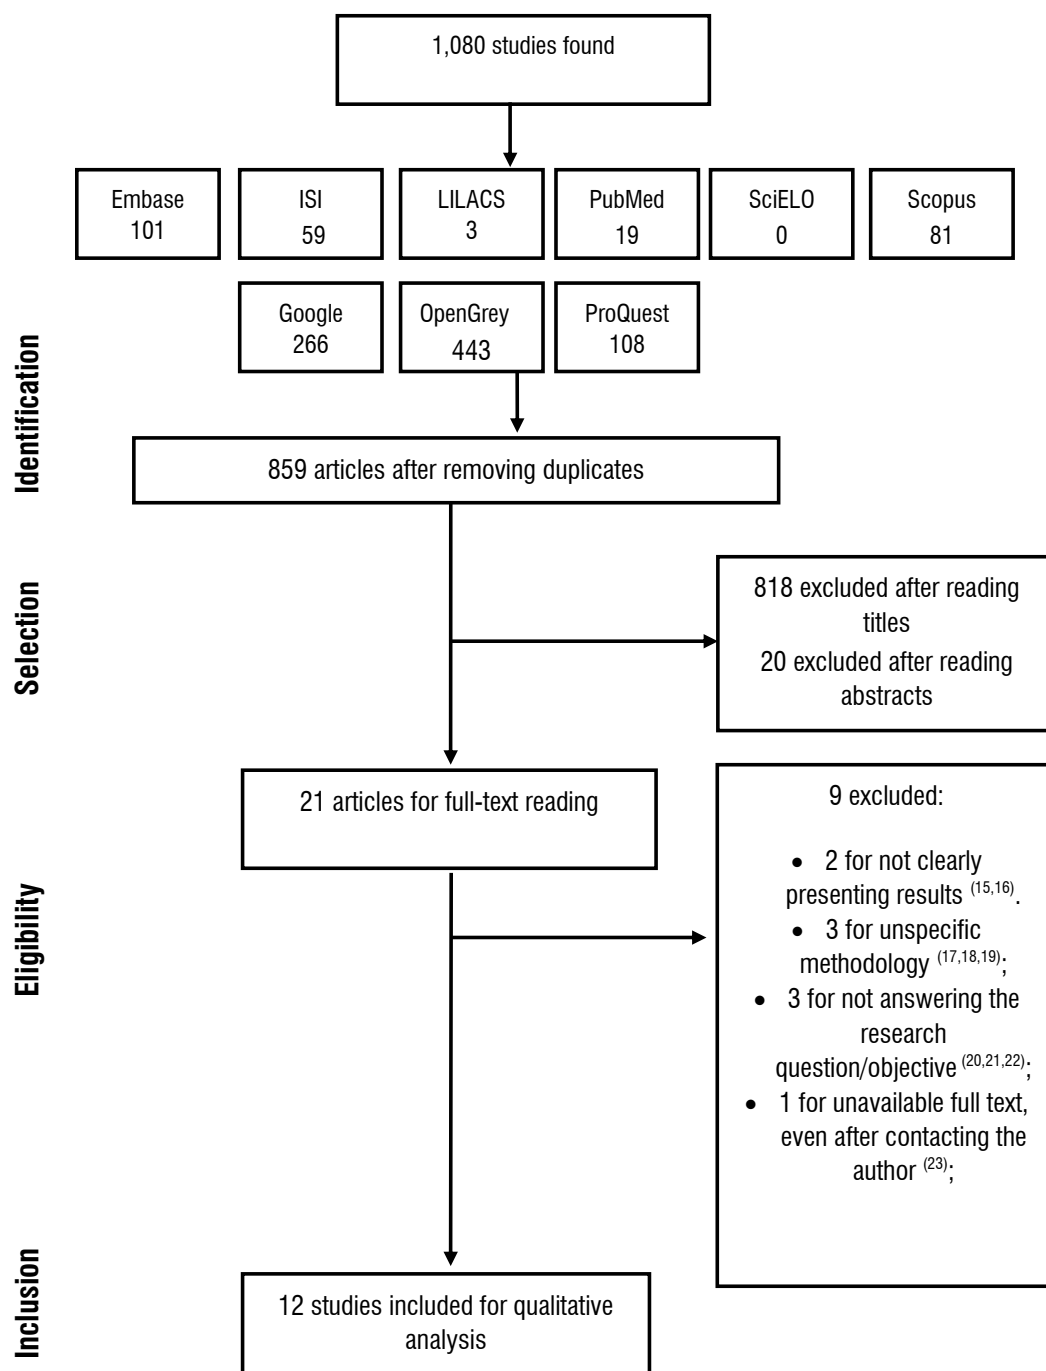 1,080 studies found
Embase
101
ISI
59
LILACS
3
PubMed
19
SciELO
0
Scopus
81
Google
266
OpenGrey
443
ProQuest
108
Identification
859 articles after removing duplicates
Selection
818 excluded after reading
titles
20 excluded after reading
abstracts
Eligibility
21 articles for full-text reading
9 excluded:
• 2 for not clearly
presenting results (15,16).
• 3 for unspecific
methodology (17,18,19);
• 3 for not answering the
research
question/objective (20,21,22);
• 1 for unavailable full text,
even after contacting the
author (23);
Inclusion
12 studies included for qualitative
analysis